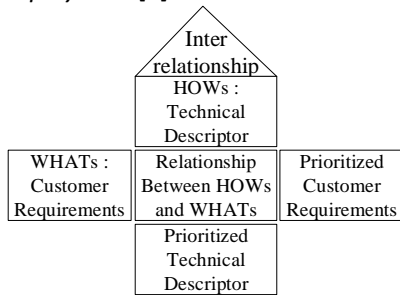 Inter
relationship
HOWs :
Technical
Descriptor
WHATs :
Customer
Requirements
Relationship
Between HOWs
and WHATs
Prioritized
Customer
Requirements
Prioritized
Technical
Descriptor